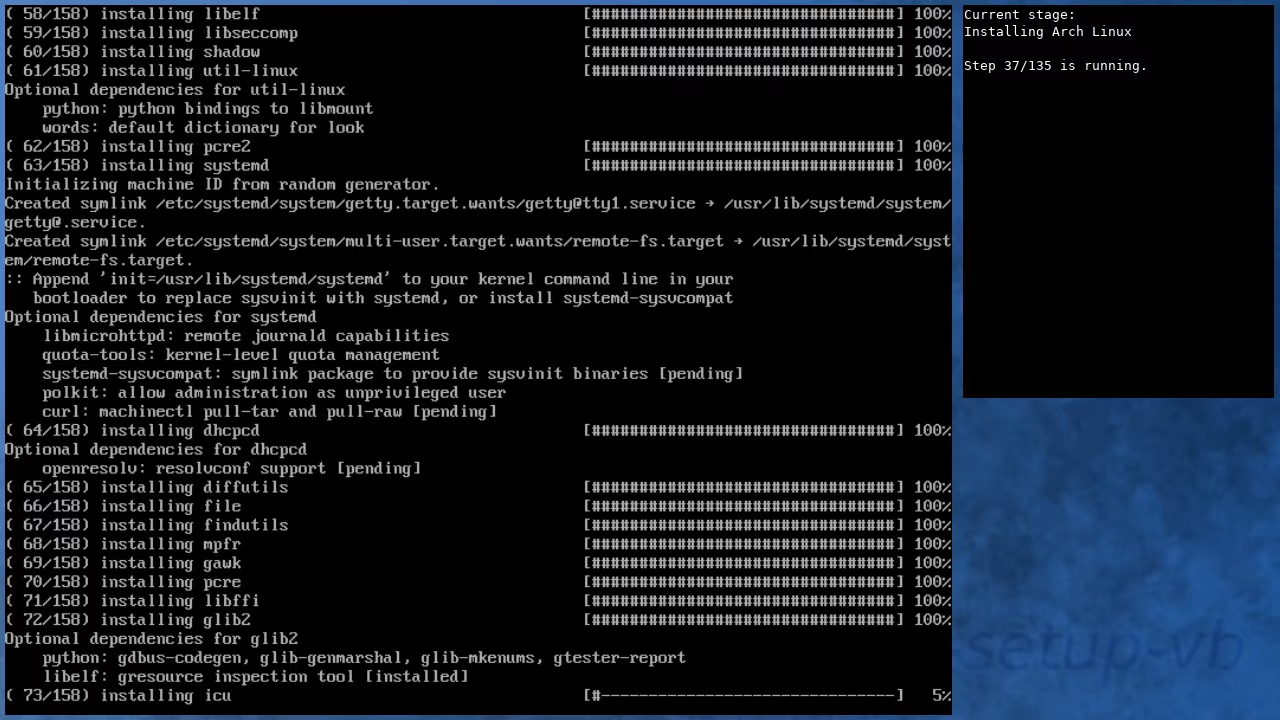 ( 58/158) installing libelf [################################] 100%
( 59/158) installing libseccomp [################################] 100%
( 60/158) installing shadow [################################] 100%
( 61/158) installing util-linux [################################] 100%
Optional dependencies for util-linux
python: python bindings to libmount
words: default dictionary for look
( 62/158) installing pcre2 [################################] 100%
( 63/158) installing systemd [################################] 100%
Initializing machine ID from random generator.
Created symlink /etc/systemd/system/getty.target.wants/getty@tty1.service → /usr/lib/systemd/system/
getty@.service.
Created symlink /etc/systemd/system/multi-user.target.wants/remote-fs.target → /usr/lib/systemd/syst
em/remote-fs.target.
:: Append 'init=/usr/lib/systemd/systemd' to your kernel command line in your
bootloader to replace sysvinit with systemd, or install systemd-sysvcompat
Optional dependencies for systemd
libmicrohttpd: remote journald capabilities
quota-tools: kernel-level quota management
systemd-sysvcompat: symlink package to provide sysvinit binaries [pending]
polkit: allow administration as unprivileged user
curl: machinectl pull-tar and pull-raw [pending]
( 64/158) installing dhcpcd [################################] 100%
Optional dependencies for dhcpcd
openresolv: resolvconf support [pending]
( 65/158) installing diffutils [################################] 100%
( 66/158) installing file [################################] 100%
( 67/158) installing findutils [################################] 100%
( 68/158) installing mpfr [################################] 100%
( 69/158) installing gawk [################################] 100%
( 70/158) installing pcre [################################] 100%
( 71/158) installing libffi [################################] 100%
( 72/158) installing glib2 [################################] 100%
Optional dependencies for glib2
python: gdbus-codegen, glib-genmarshal, glib-mkenums, gtester-report
libelf: gresource inspection tool [installed]
( 73/158) installing icu [#-------------------------------] 5%
Current stage:
Installing Arch Linux
Step 37/135 is running.
setup-vb